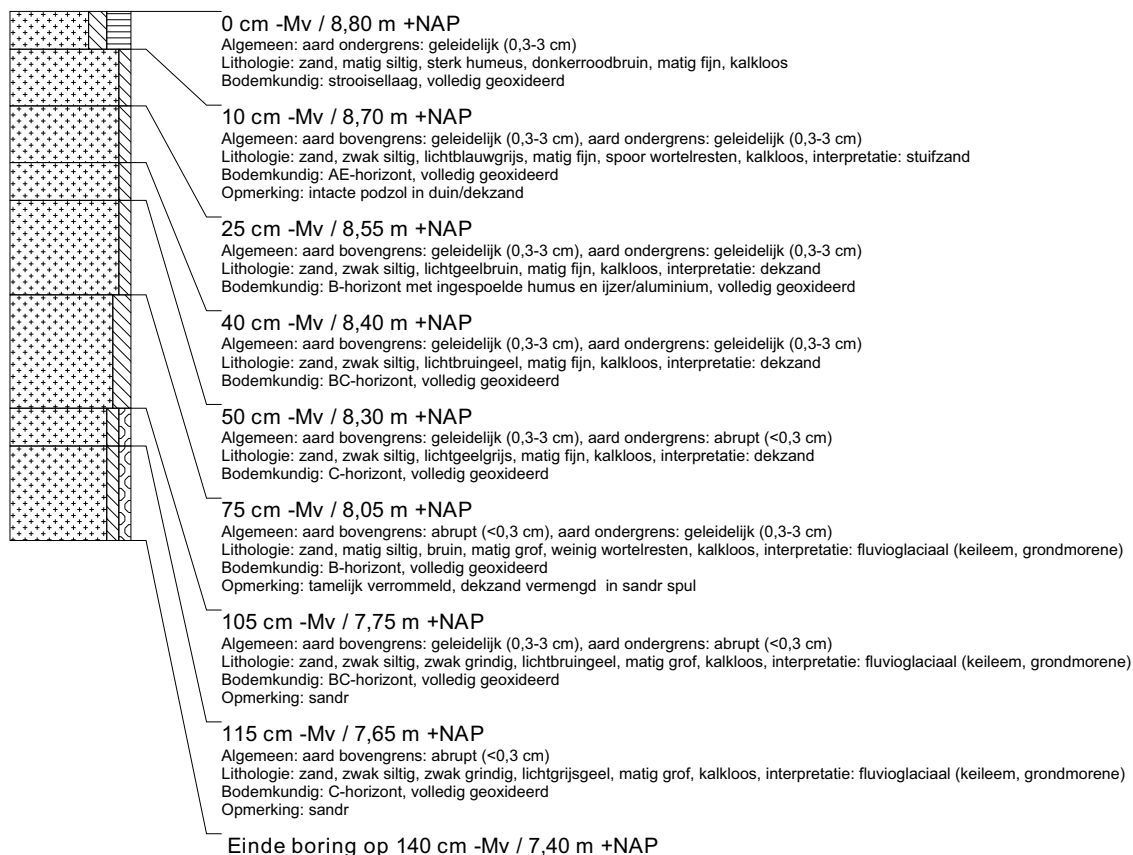 0 cm -Mv / 8,80 m +NAP
Algemeen: aard ondergrens: geleidelijk (0,3-3 cm)
Lithologie: zand, matig siltig, sterk humeus, donkerroodbruin, matig fijn, kalkloos
Bodemkundig: strooisellaag, volledig geoxideerd
10 cm -Mv / 8,70 m +NAP
Algemeen: aard bovengrens: geleidelijk (0,3-3 cm), aard ondergrens: geleidelijk (0,3-3 cm)
Lithologie: zand, zwak siltig, lichtblauwgrijs, matig fijn, spoor wortelresten, kalkloos, interpretatie: stuifzand
Bodemkundig: AE-horizont, volledig geoxideerd
Opmerking: intacte podzol in duin/dekzand
25 cm -Mv / 8,55 m +NAP
Algemeen: aard bovengrens: geleidelijk (0,3-3 cm), aard ondergrens: geleidelijk (0,3-3 cm)
Lithologie: zand, zwak siltig, lichtgeelbruin, matig fijn, kalkloos, interpretatie: dekzand
Bodemkundig: B-horizont met ingespoelde humus en ijzer/aluminium, volledig geoxideerd
40 cm -Mv / 8,40 m +NAP
Algemeen: aard bovengrens: geleidelijk (0,3-3 cm), aard ondergrens: geleidelijk (0,3-3 cm)
Lithologie: zand, zwak siltig, lichtbruingeel, matig fijn, kalkloos, interpretatie: dekzand
Bodemkundig: BC-horizont, volledig geoxideerd
50 cm -Mv / 8,30 m +NAP
Algemeen: aard bovengrens: geleidelijk (0,3-3 cm), aard ondergrens: abrupt (<0,3 cm)
Lithologie: zand, zwak siltig, lichtgeelgrijs, matig fijn, kalkloos, interpretatie: dekzand
Bodemkundig: C-horizont, volledig geoxideerd
75 cm -Mv / 8,05 m +NAP
Algemeen: aard bovengrens: abrupt (<0,3 cm), aard ondergrens: geleidelijk (0,3-3 cm)
Lithologie: zand, matig siltig, bruin, matig grof, weinig wortelresten, kalkloos, interpretatie: fluvioglaciaal (keileem, grondmorene)
Bodemkundig: B-horizont, volledig geoxideerd
Opmerking: tamelijk verrommeld, dekzand vermengd  in sandr spul
105 cm -Mv / 7,75 m +NAP
Algemeen: aard bovengrens: geleidelijk (0,3-3 cm), aard ondergrens: abrupt (<0,3 cm)
Lithologie: zand, zwak siltig, zwak grindig, lichtbruingeel, matig grof, kalkloos, interpretatie: fluvioglaciaal (keileem, grondmorene)
Bodemkundig: BC-horizont, volledig geoxideerd
Opmerking: sandr
115 cm -Mv / 7,65 m +NAP
Algemeen: aard bovengrens: abrupt (<0,3 cm)
Lithologie: zand, zwak siltig, zwak grindig, lichtgrijsgeel, matig grof, kalkloos, interpretatie: fluvioglaciaal (keileem, grondmorene)
Bodemkundig: C-horizont, volledig geoxideerd
Opmerking: sandr
Einde boring op 140 cm -Mv / 7,40 m +NAP